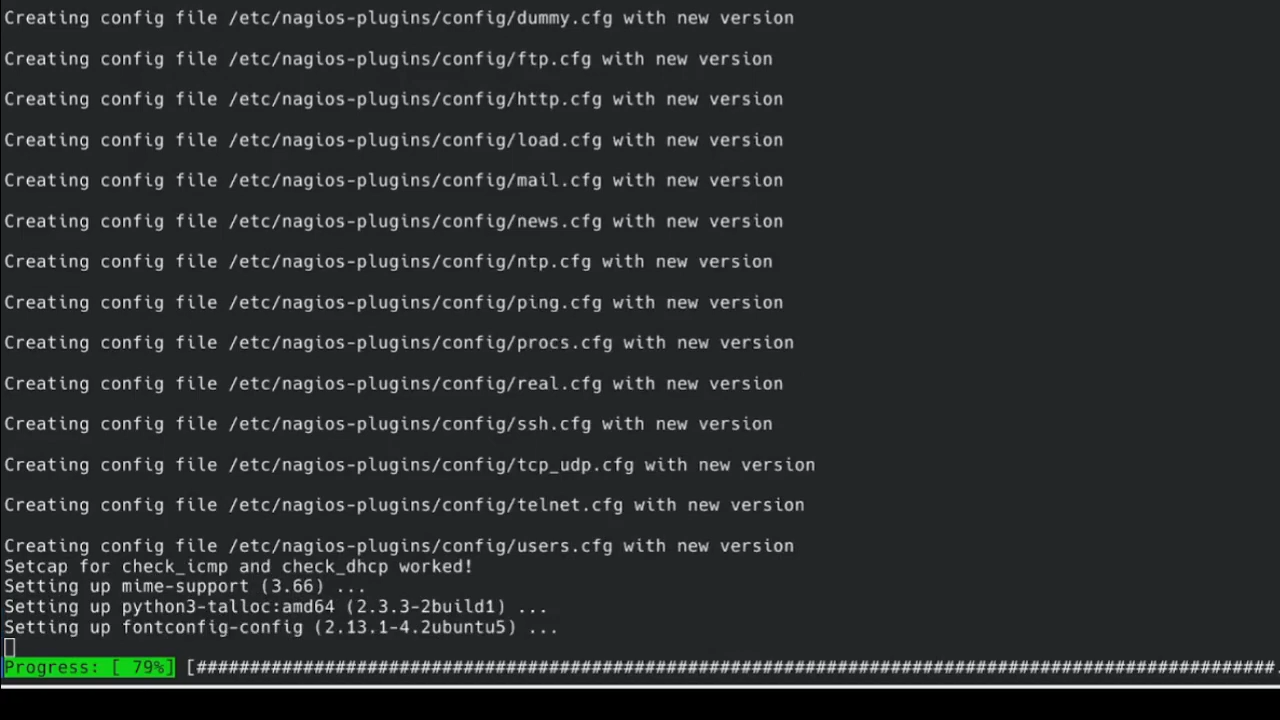 Creating config file /etc/nagios-plugins/config/dummy.cfg with new version
Creating config file /etc/nagios-plugins/config/ftp.cfg with new version
Creating config file /etc/nagios-plugins/config/http.cfg with new version
Creating config file /etc/nagios-plugins/config/load.cfg with new version
Creating config file /etc/nagios-plugins/config/mail.cfg with new version
Creating config file /etc/nagios-plugins/config/news.cfg with new version
Creating config file /etc/nagios-plugins/config/ntp.cfg with new version
Creating config file /etc/nagios-plugins/config/ping.cfg with new version
Creating config file /etc/nagios-plugins/config/procs.cfg with new version
Creating config file /etc/nagios-plugins/config/real.cfg with new version
Creating config file /etc/nagios-plugins/config/ssh.cfg with new version
Creating config file /etc/nagios-plugins/config/tcp_udp.cfg with new version
Creating config file /etc/nagios-plugins/config/telnet.cfg with new version
Creating config file /etc/nagios-plugins/config/users.cfg with new version
Setcap for check_icmp and check_dhcp worked!
Setting up mime-support (3.66) ...
Setting up python3-talloc:amd64 (2.3.3-2build1) ...
Setting up fontconfig-config (2.13.1-4.2ubuntu5) ...
Progress: [ 79%] [#####################################################################################################